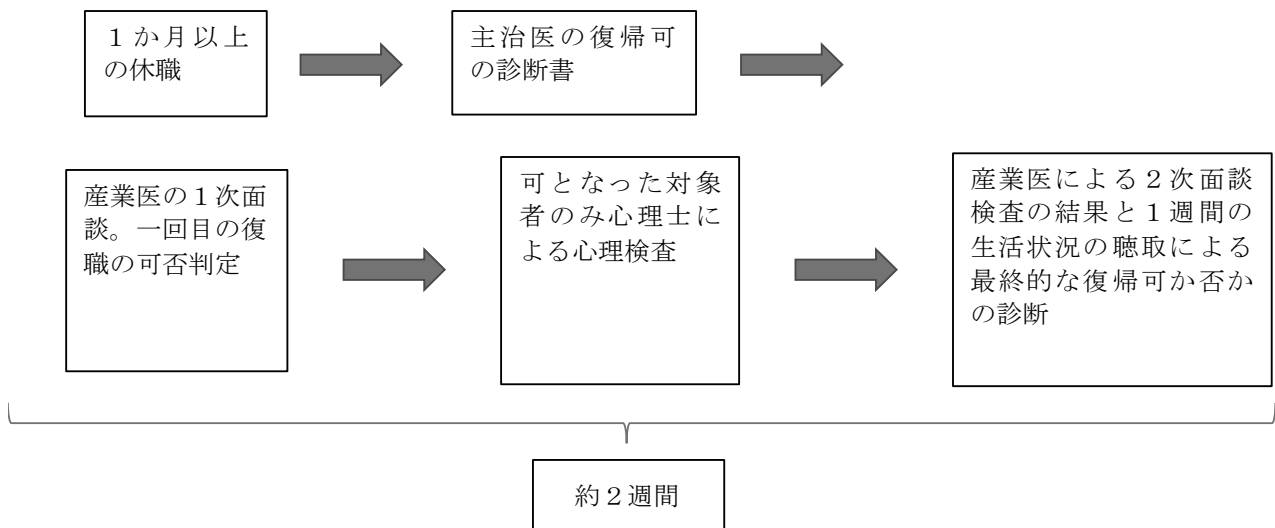 １か月以上
の休職
主治医の復帰可
の診断書
産業医の１次面
談。一回目の復
職の可否判定
可となった対象
者のみ心理士に
よる心理検査
産業医による２次面談
検査の結果と１週間の
生活状況の聴取による
最終的な復帰可か否か
の診断
約２週間